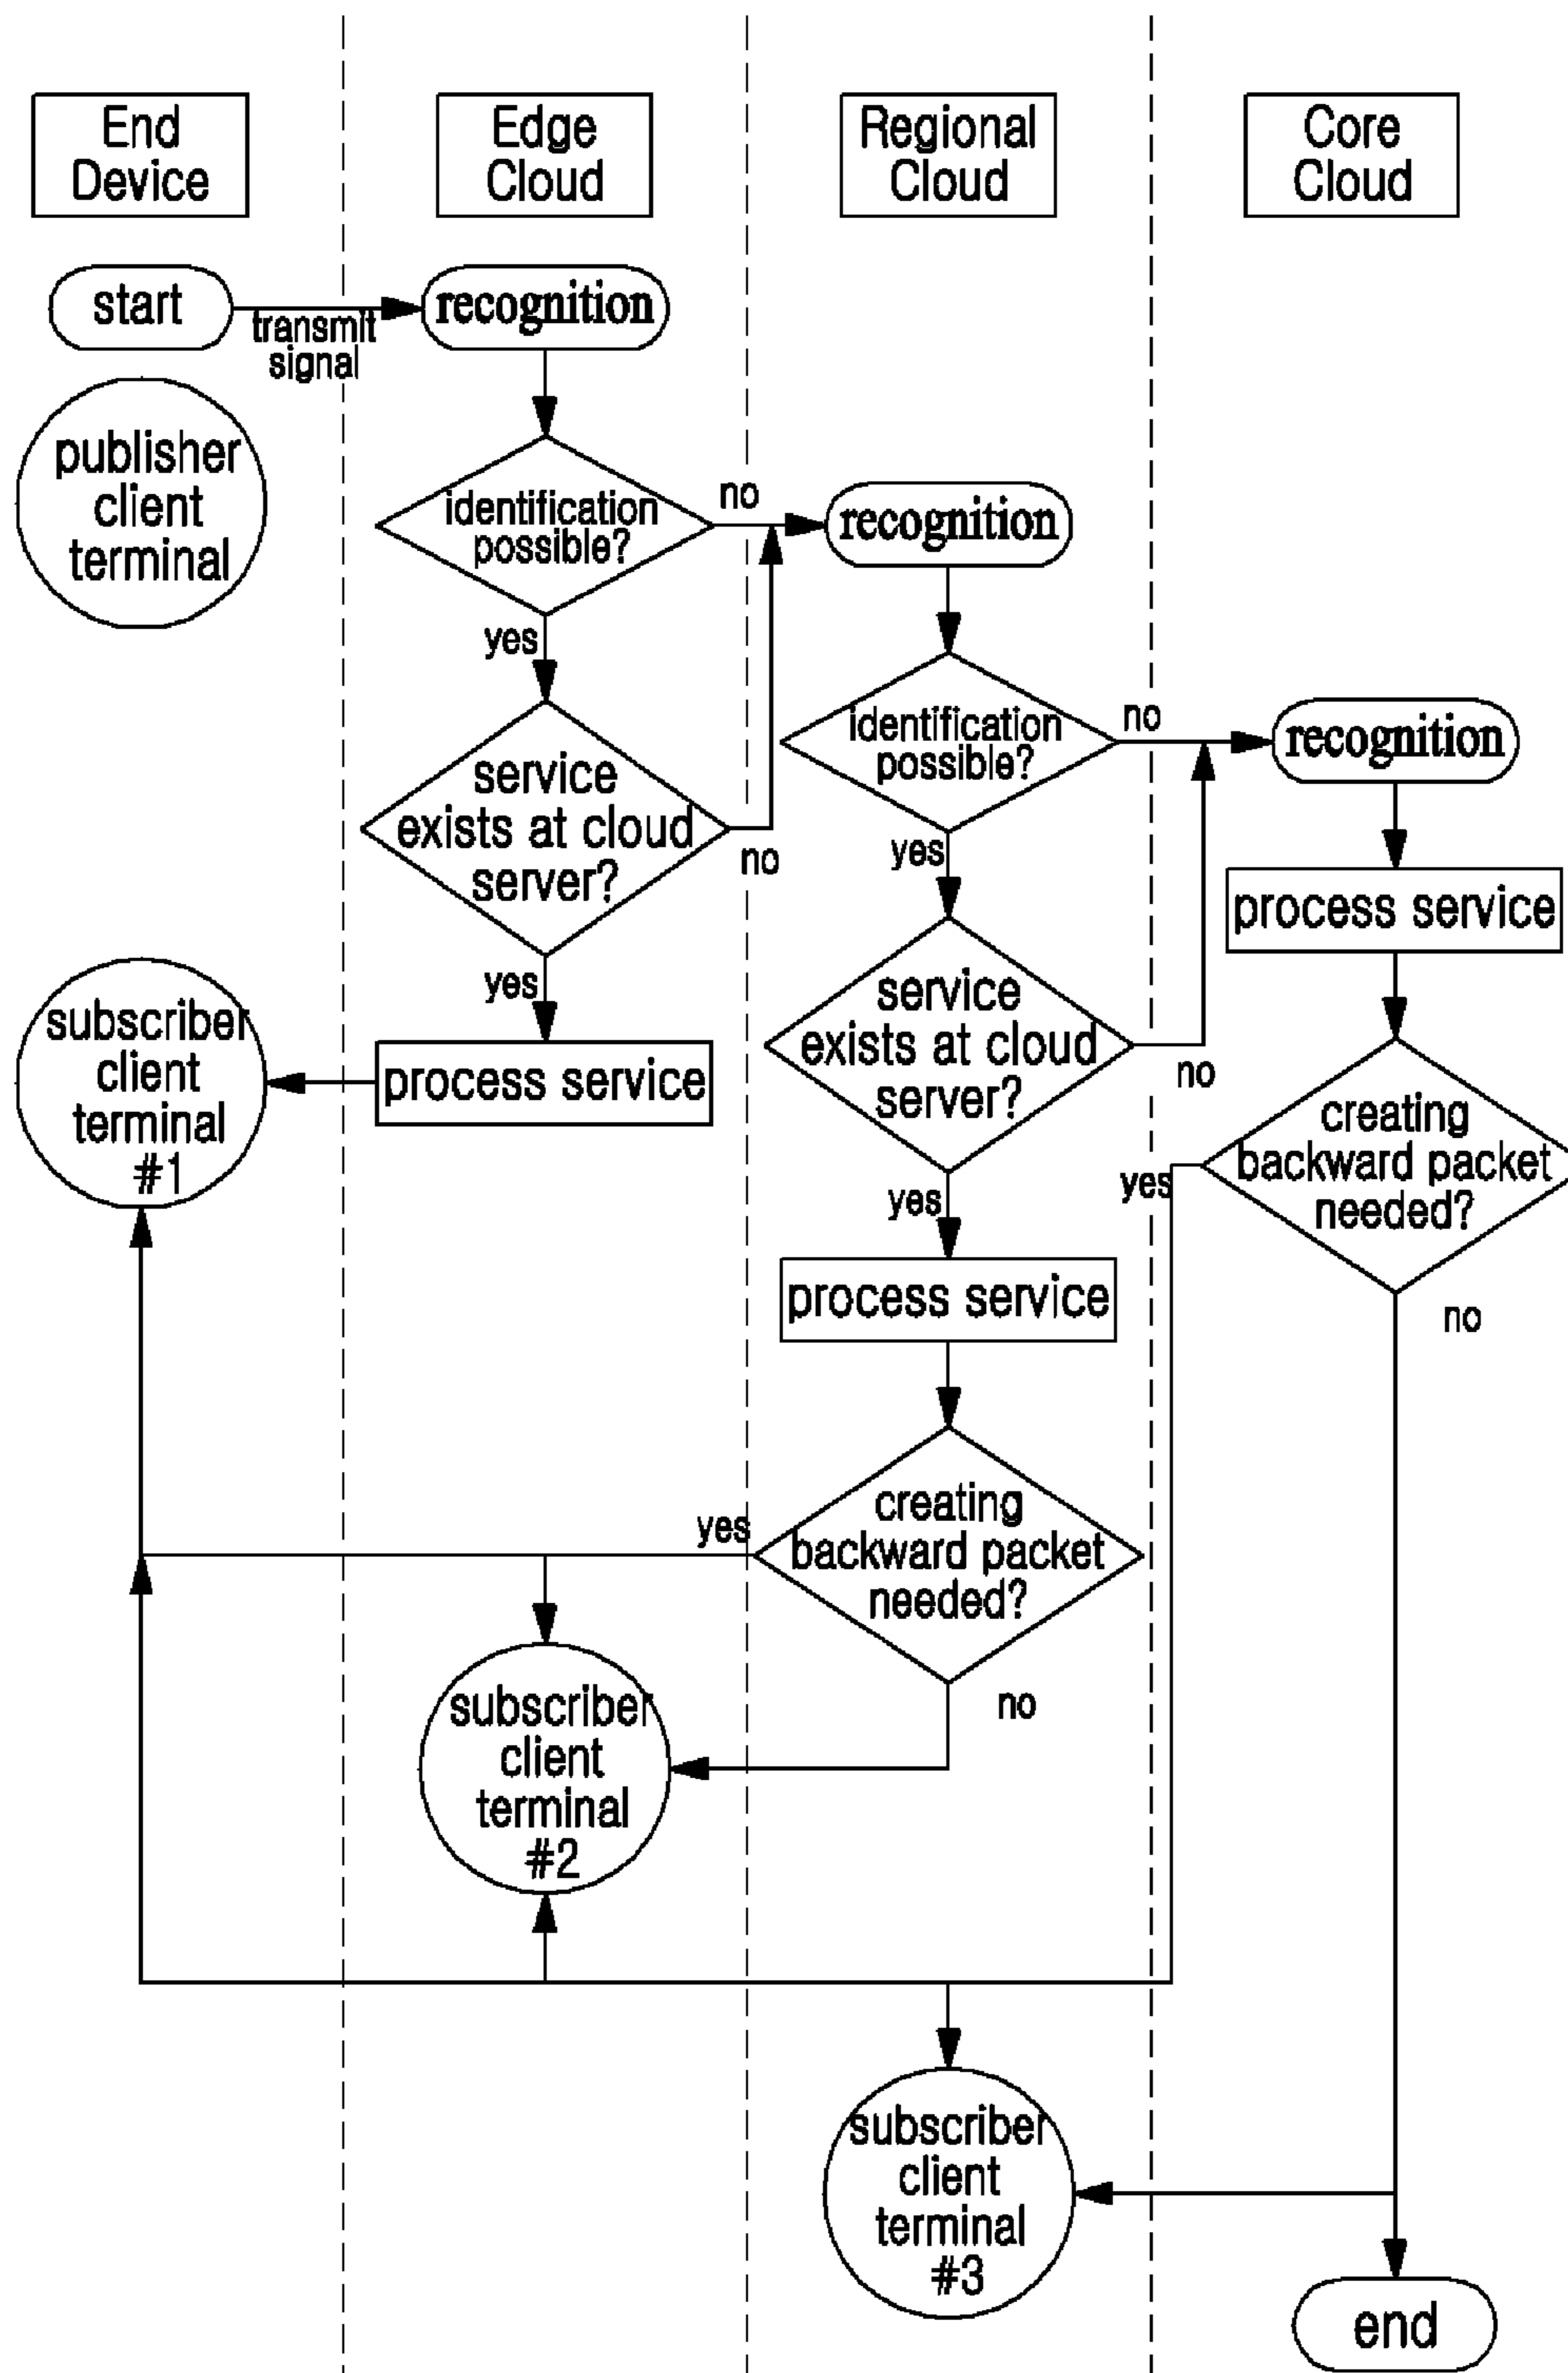 End
Device
Edge
Cloud
Regional
Cloud
Core
Cloud
start
transmit
signal
recognition
publisher
client
terminal
identification
possible?
no
recognition
yes
identification
possible?
no
recognition
service
exists at cloud
server?
no
yes
process service
yes
service
exists at cloud
server?
no
subscriber
client
terminal
#1
process service
creating
backward packet
needed?
yes
yes
no
process service
creating
backward packet
needed?
yes
no
subscriber
client
terminal
#2
subscriber
client
terminal
#3
end